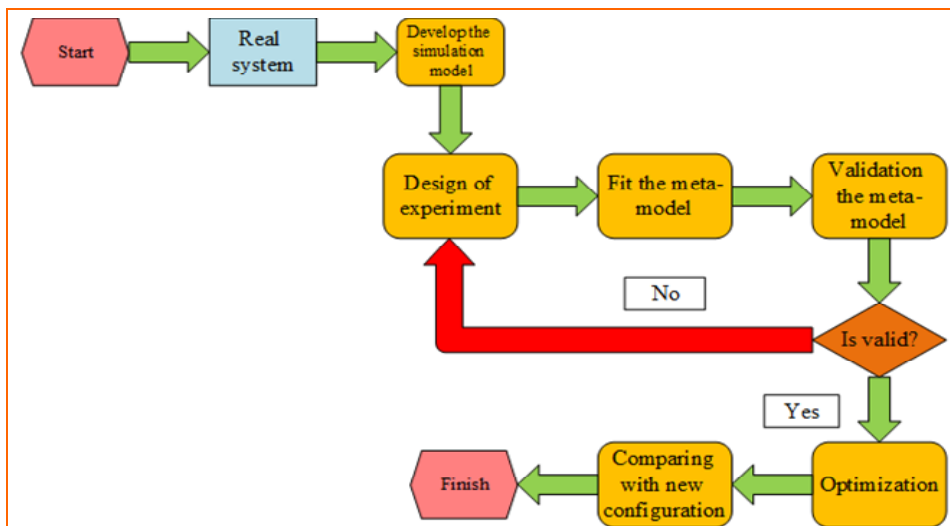 Start
Real
system
Develop the
simulation
model
Design of
experiment
Fit the meta-
model
Validation
the meta-
model
No
Is valid?
Yes
Finish
Comparing
with new
configuration
Optimization